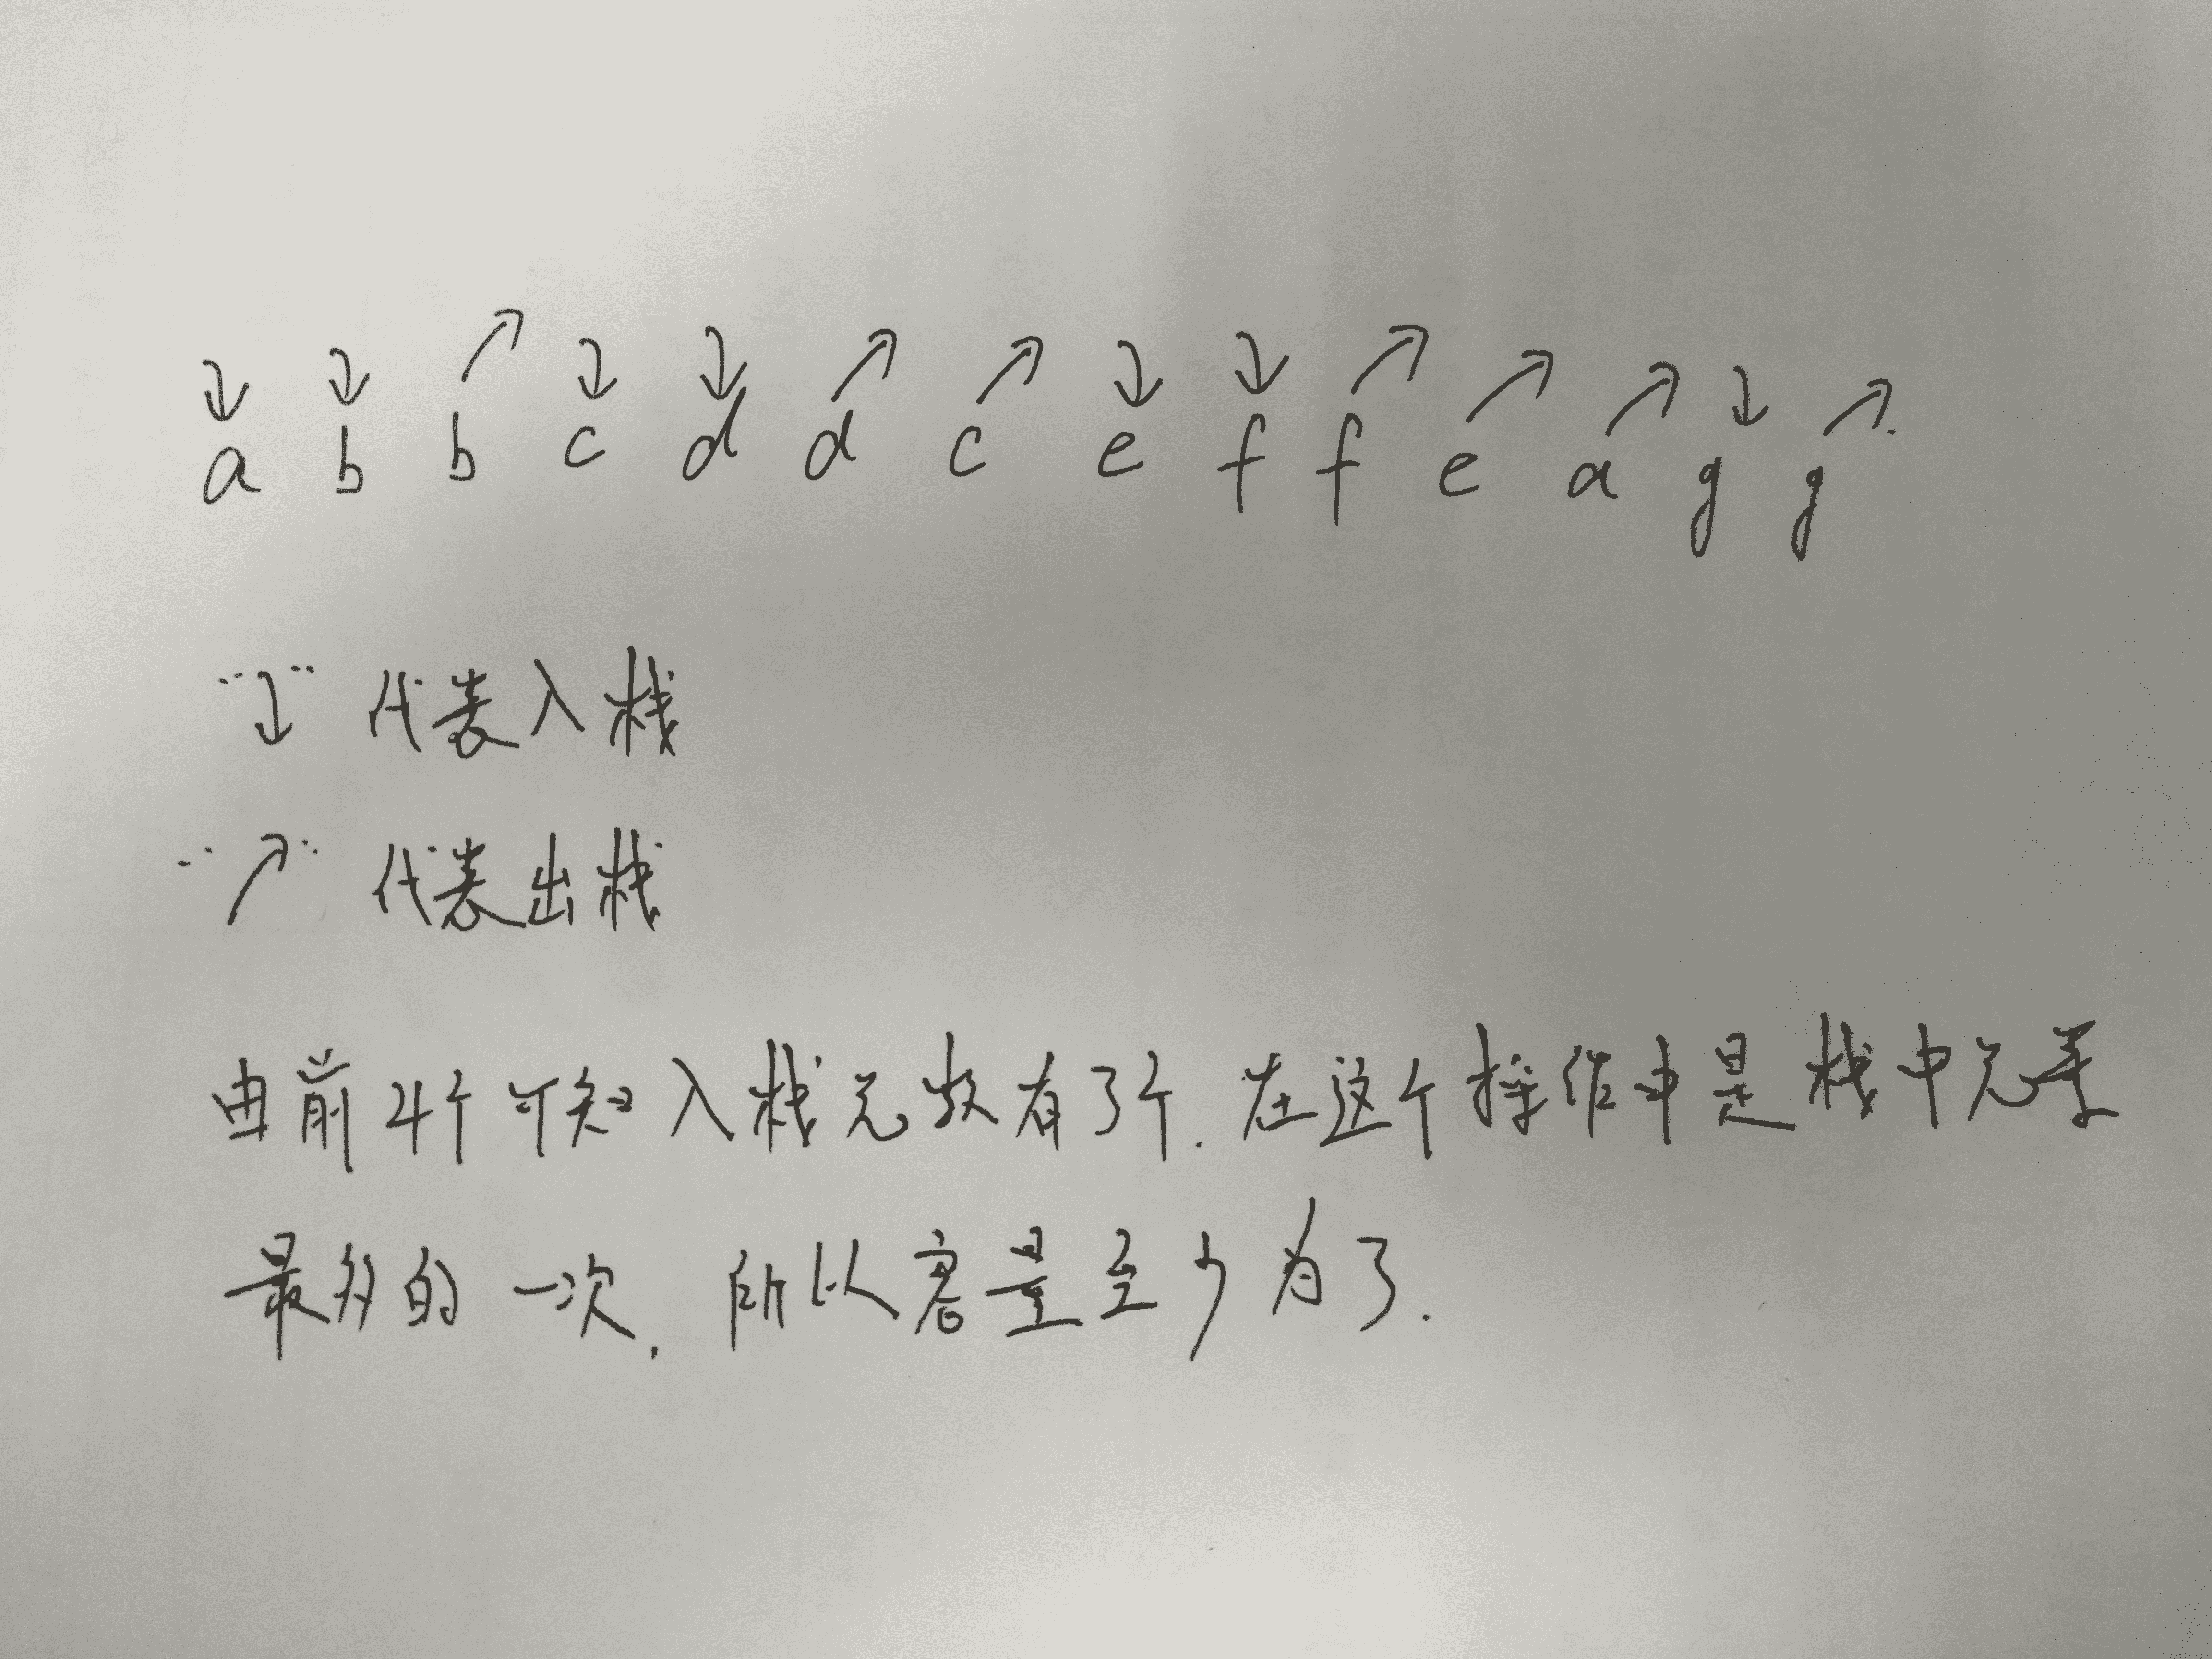 ↓ ↓ ↗ ↓ ↓ ↗ ↗ ↓ ↓ ↗ ↗ ↗ ↓ ↗.
a b b c d d c e f f e a g g
"↓" 代表入栈
"↗" 代表出栈
由前4个可知入栈元数有3个.在这个操作中是栈中元素
最多的一次,所以容量至少为3.